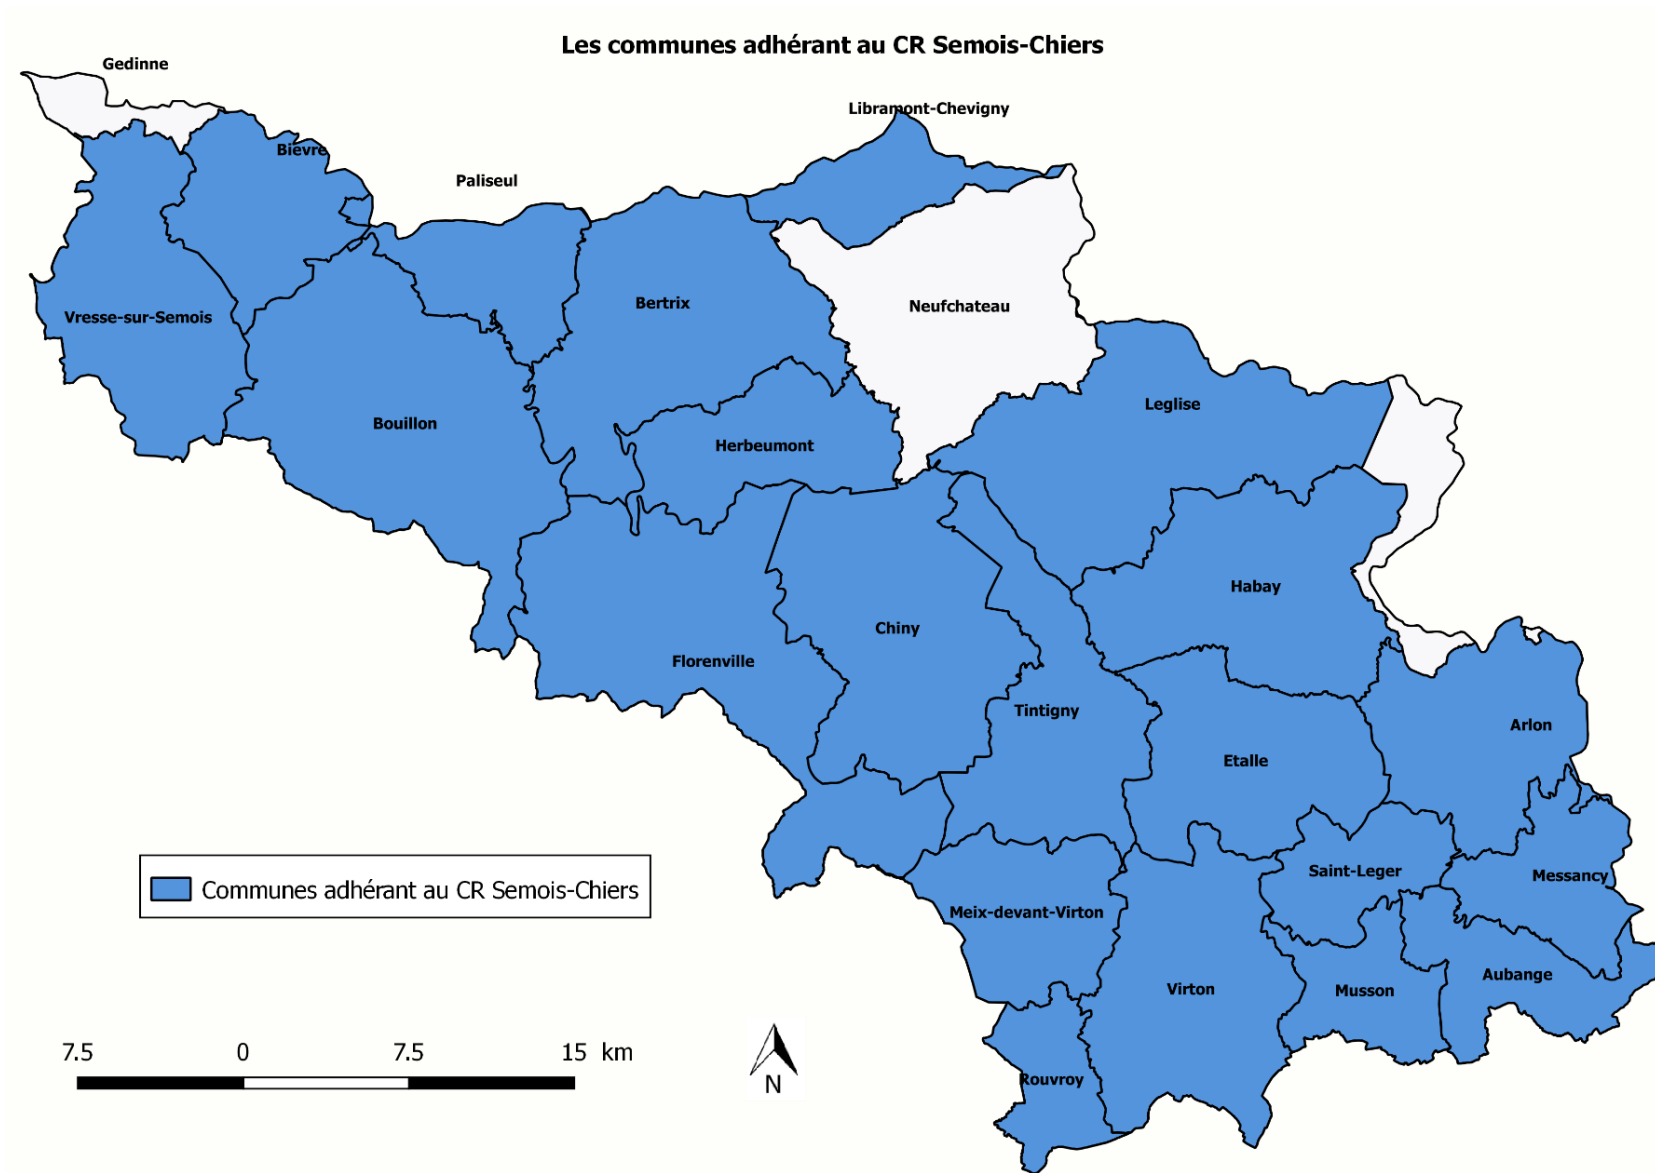 Les communes adhérant au CR Semois-Chiers
Gedinne
Libramont-Chevigny
Bièvre
Paliseul
Bertrix
Neufchateau
Vresse-sur-Semois
Leglise
Bouillon
Herbeumont
Habay
Chiny
Florenville
Tintigny
Arlon
Etalle
Saint-Leger
Messancy
Communes adhérant au CR Semois-Chiers
Meix-devant-Virton
Aubange
Virton
Musson
7.5 0 7.5 15 km
Rouvroy
N